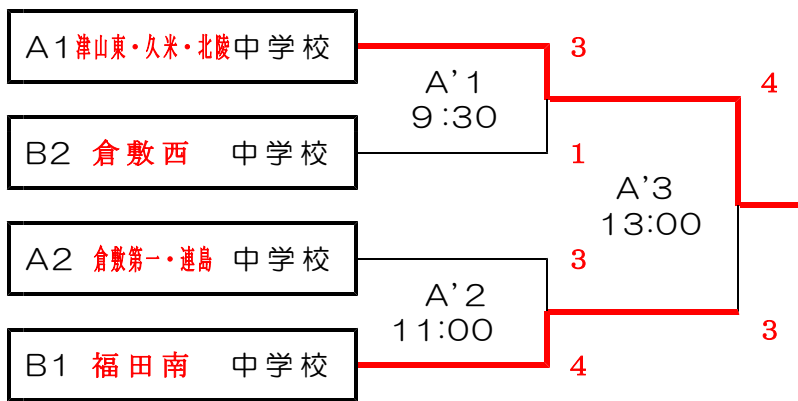 A1津山東・久米・北陵中学校
3
A’1
9:30
4
B2 倉敷西 中学校
1
A’3
13:00
A2 倉敷第一・連島 中学校
3
A’2
11:00
3
B1 福田南 中学校
4